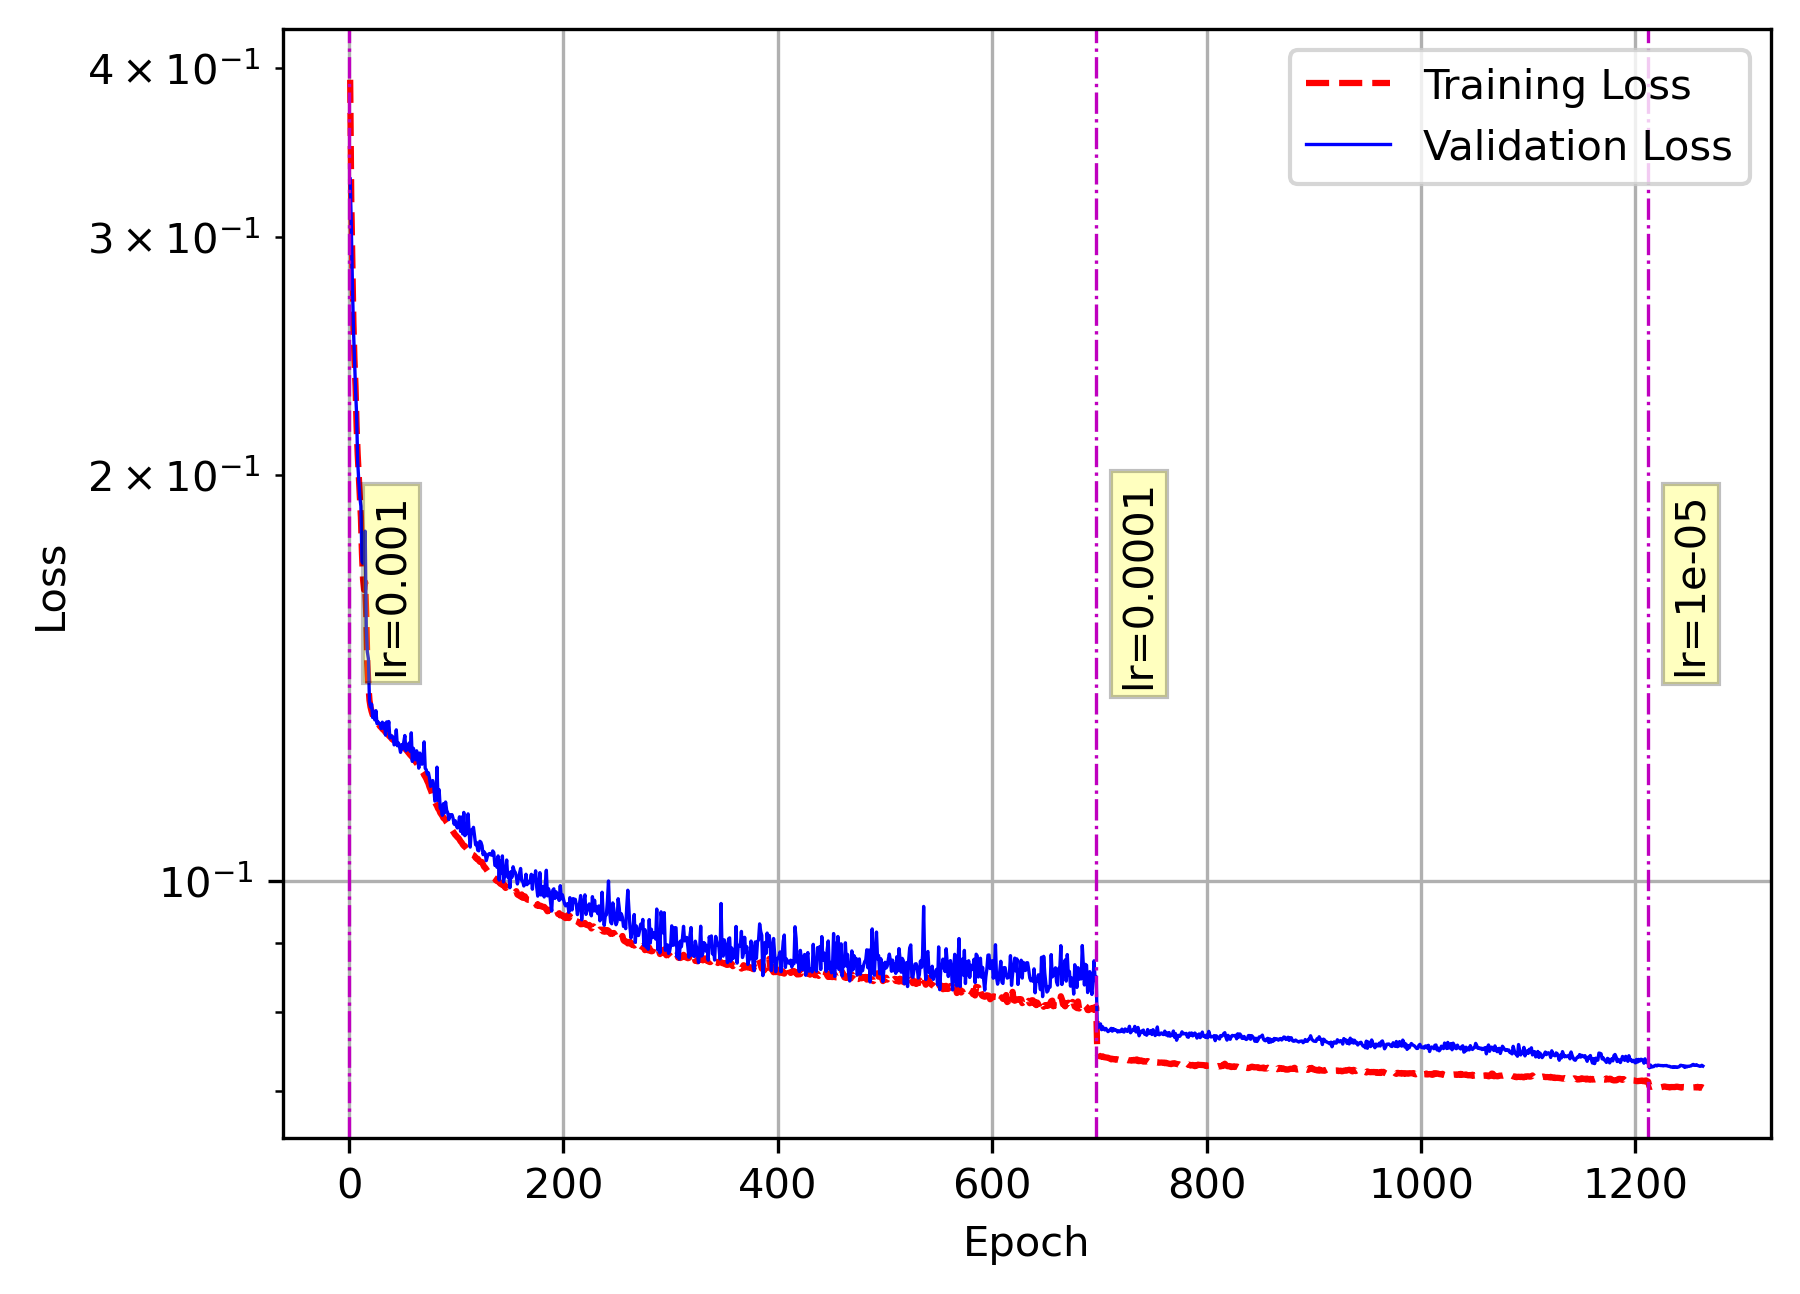 4 × 10⁻¹
3 × 10⁻¹
2 × 10⁻¹
10⁻¹
Loss
Training Loss
Validation Loss
lr=0.001
lr=0.0001
lr=1e-05
0 200 400 600 800 1000 1200
Epoch